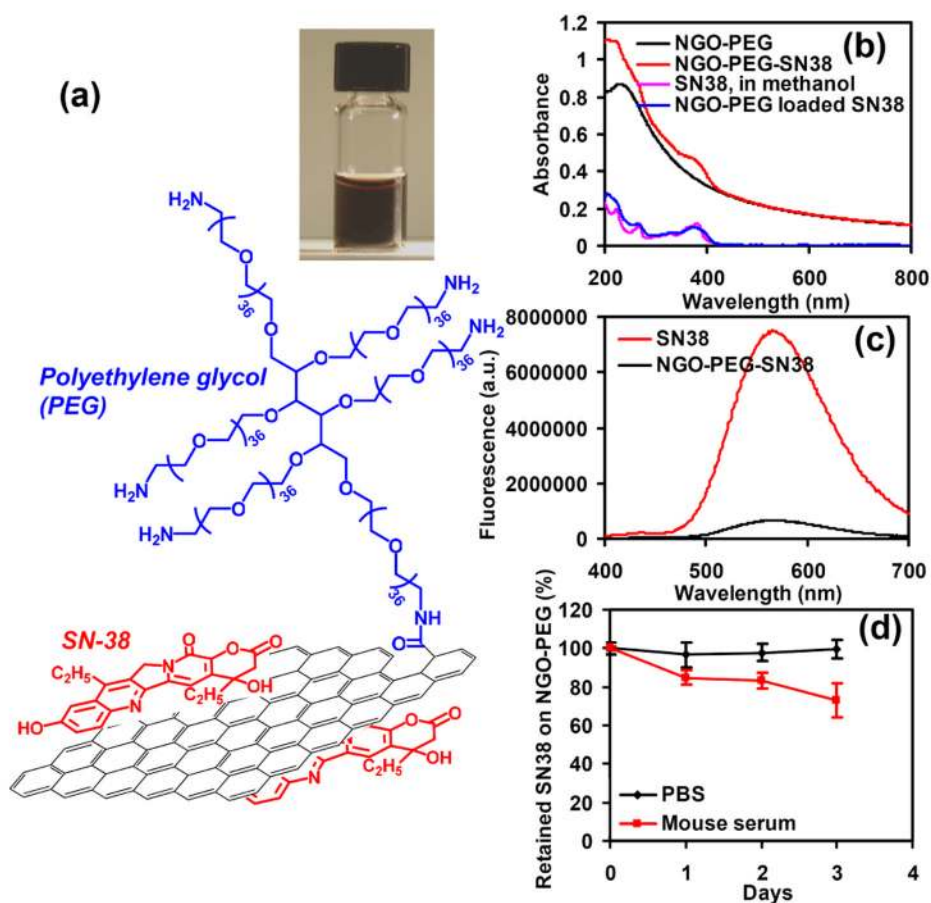 (a)
H₂N
O
36
O
O
36
NH₂
O
O
36
NH₂
Polyethylene glycol
(PEG)
O
O
36
H₂N
O
O
36
H₂N
O
O
36
NH
O
SN-38
O
O
O
C₂H₅
N
C₂H₅
OH
HO
N
O
O
C₂H₅
OH
N
(b)
NGO-PEG
NGO-PEG-SN38
SN38, in methanol
NGO-PEG loaded SN38
Absorbance
1.2
1
0.8
0.6
0.4
0.2
0
200 400 600 800
Wavelength (nm)
(c)
SN38
NGO-PEG-SN38
Fluorescence (a.u.)
8000000
6000000
4000000
2000000
0
400 500 600 700
Wavelength (nm)
(d)
Retained SN38 on NGO-PEG (%)
120
100
80
60
40
20
0
PBS
Mouse serum
0 1 2 3 4
Days